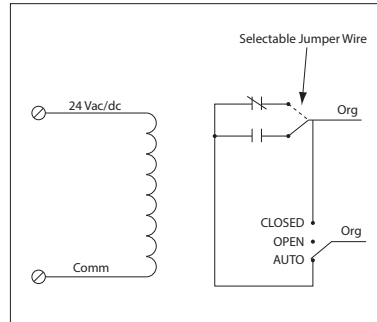 Selectable Jumper Wire
24 Vac/dc
Org
CLOSED
Org
OPEN
AUTO
Comm